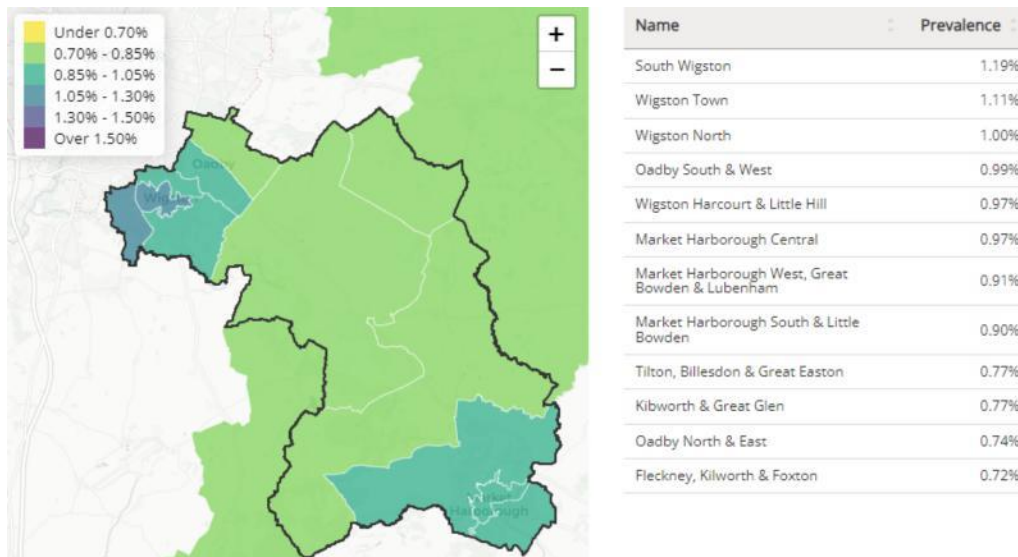 Under 0.70%
0.70% - 0.85%
0.85% - 1.05%
1.05% - 1.30%
1.30% - 1.50%
Over 1.50%
+
−
Oadby
Market
Harborough
Name Prevalence
South Wigston 1.19%
Wigston Town 1.11%
Wigston North 1.00%
Oadby South & West 0.99%
Wigston Harcourt & Little Hill 0.97%
Market Harborough Central 0.97%
Market Harborough West, Great
Bowden & Lubenham 0.91%
Market Harborough South & Little
Bowden 0.90%
Tilton, Billesdon & Great Easton 0.77%
Kibworth & Great Glen 0.77%
Oadby North & East 0.74%
Fleckney, Kilworth & Foxton 0.72%